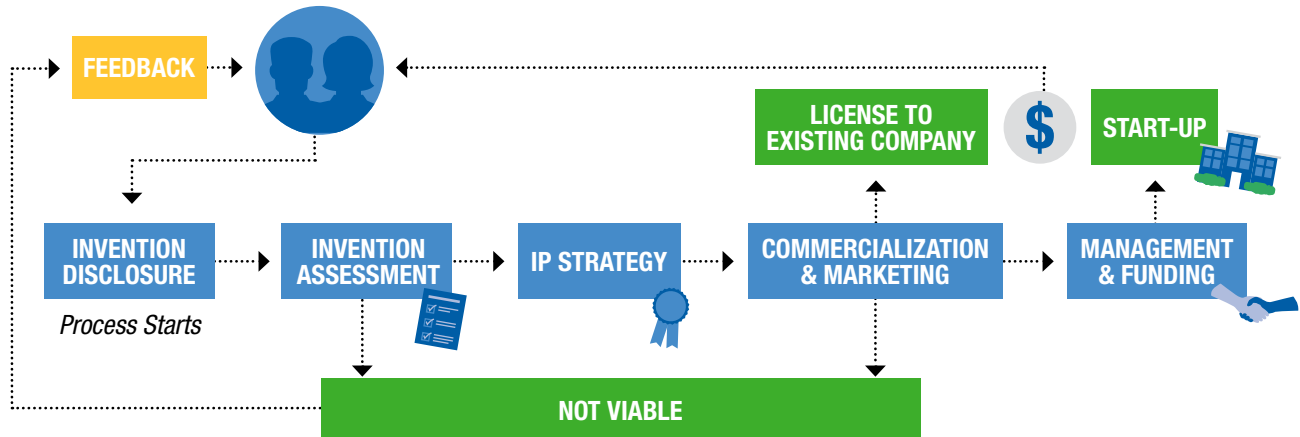 FEEDBACK
LICENSE TO
EXISTING COMPANY
$
START-UP
INVENTION
DISCLOSURE
Process Starts
INVENTION
ASSESSMENT
IP STRATEGY
COMMERCIALIZATION
& MARKETING
MANAGEMENT
& FUNDING
NOT VIABLE